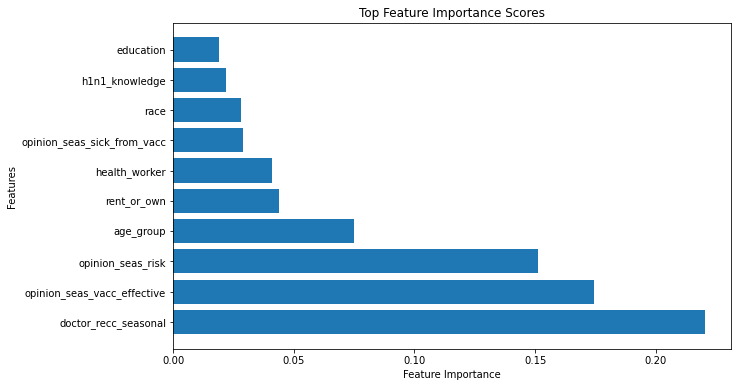 Top Feature Importance Scores
education
h1n1_knowledge
race
opinion_seas_sick_from_vacc
health_worker
rent_or_own
age_group
opinion_seas_risk
opinion_seas_vacc_effective
doctor_recc_seasonal
Features
0.00 0.05 0.10 0.15 0.20
Feature Importance